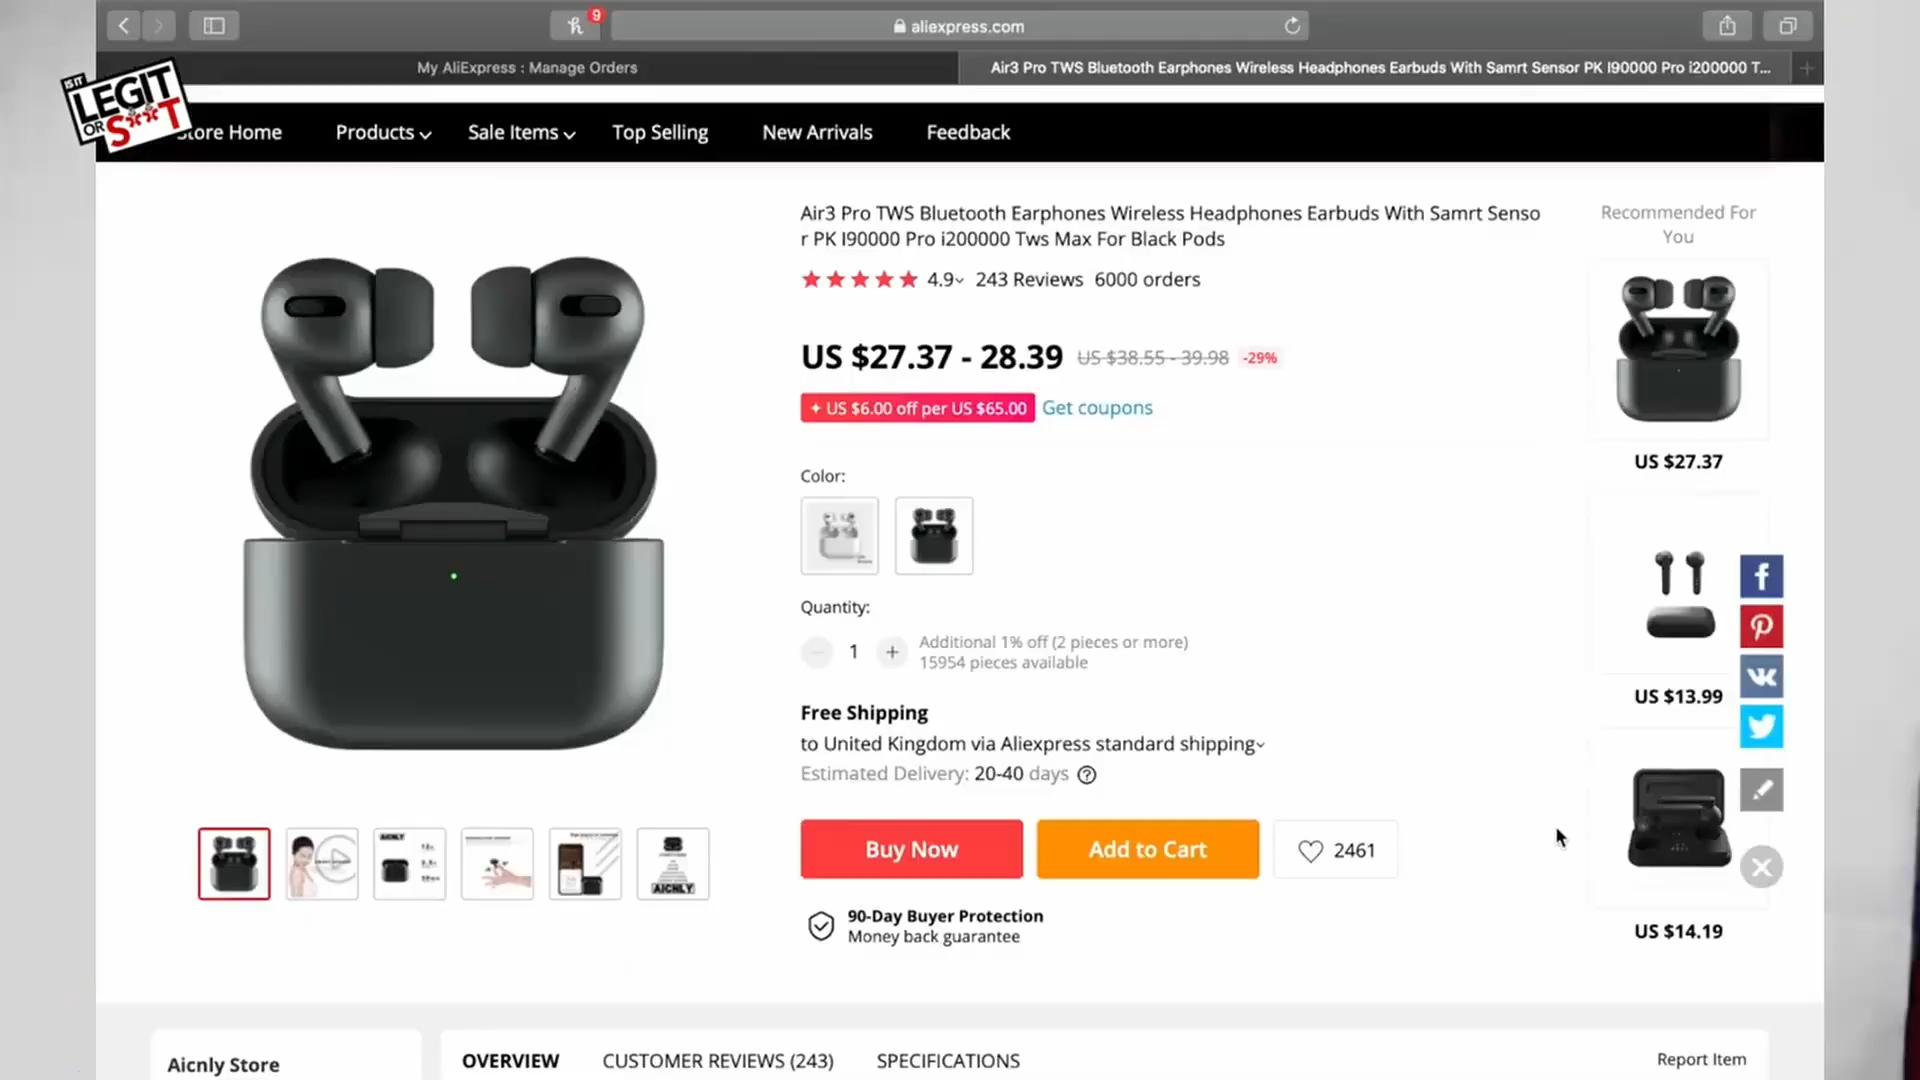 9
aliexpress.com
My AliExpress : Manage Orders
Air3 Pro TWS Bluetooth Earphones Wireless Headphones Earbuds With Samrt Sensor PK I90000 Pro i200000 T...
IS IT
LEGIT
OR S**T
Store Home
Products
Sale Items
Top Selling
New Arrivals
Feedback
Air3 Pro TWS Bluetooth Earphones Wireless Headphones Earbuds With Samrt Senso
r PK I90000 Pro i200000 Tws Max For Black Pods
4.9 243 Reviews 6000 orders
US $27.37 - 28.39 US $38.55 - 39.98 -29%
US $6.00 off per US $65.00 Get coupons
Color:
Quantity:
1
Additional 1% off (2 pieces or more)
15954 pieces available
Free Shipping
to United Kingdom via Aliexpress standard shipping
Estimated Delivery: 20-40 days
Buy Now
Add to Cart
2461
90-Day Buyer Protection
Money back guarantee
AICNLY
AICNLY
Recommended For
You
US $27.37
US $13.99
US $14.19
Aicnly Store
OVERVIEW
CUSTOMER REVIEWS (243)
SPECIFICATIONS
Report Item